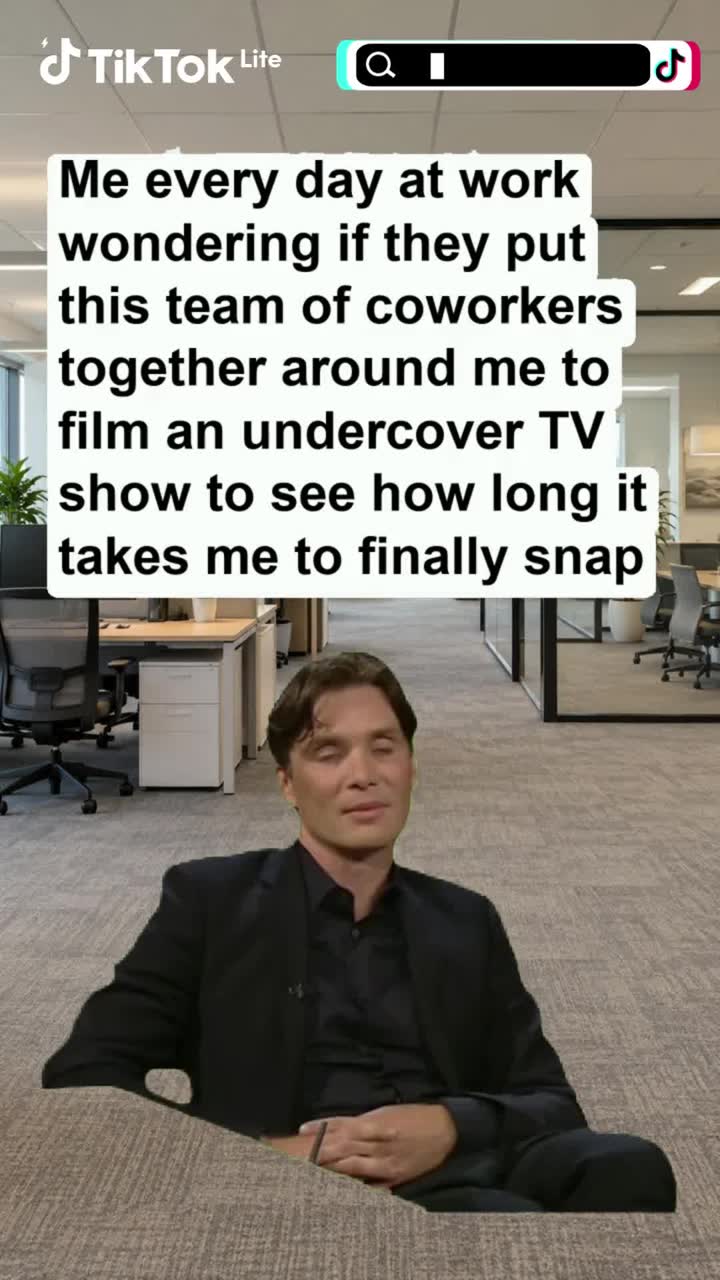 TikTok Lite
Me every day at work
wondering if they put
this team of coworkers
together around me to
film an undercover TV
show to see how long it
takes me to finally snap